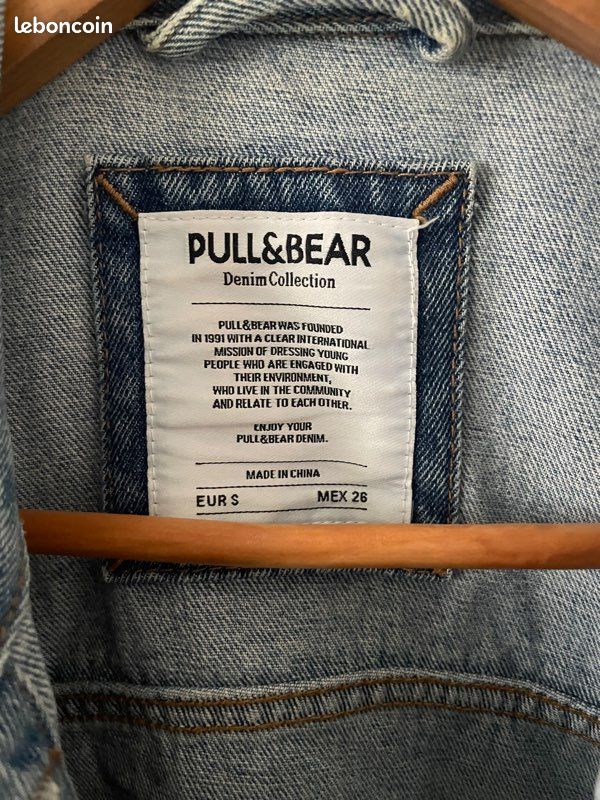 leboncoin
PULL&BEAR
Denim Collection
PULL&BEAR WAS FOUNDED
IN 1991 WITH A CLEAR INTERNATIONAL
MISSION OF DRESSING YOUNG
PEOPLE WHO ARE ENGAGED WITH
THEIR ENVIRONMENT,
WHO LIVE IN THE COMMUNITY
AND RELATE TO EACH OTHER.
ENJOY YOUR
PULL&BEAR DENIM.
MADE IN CHINA
EUR S MEX 26